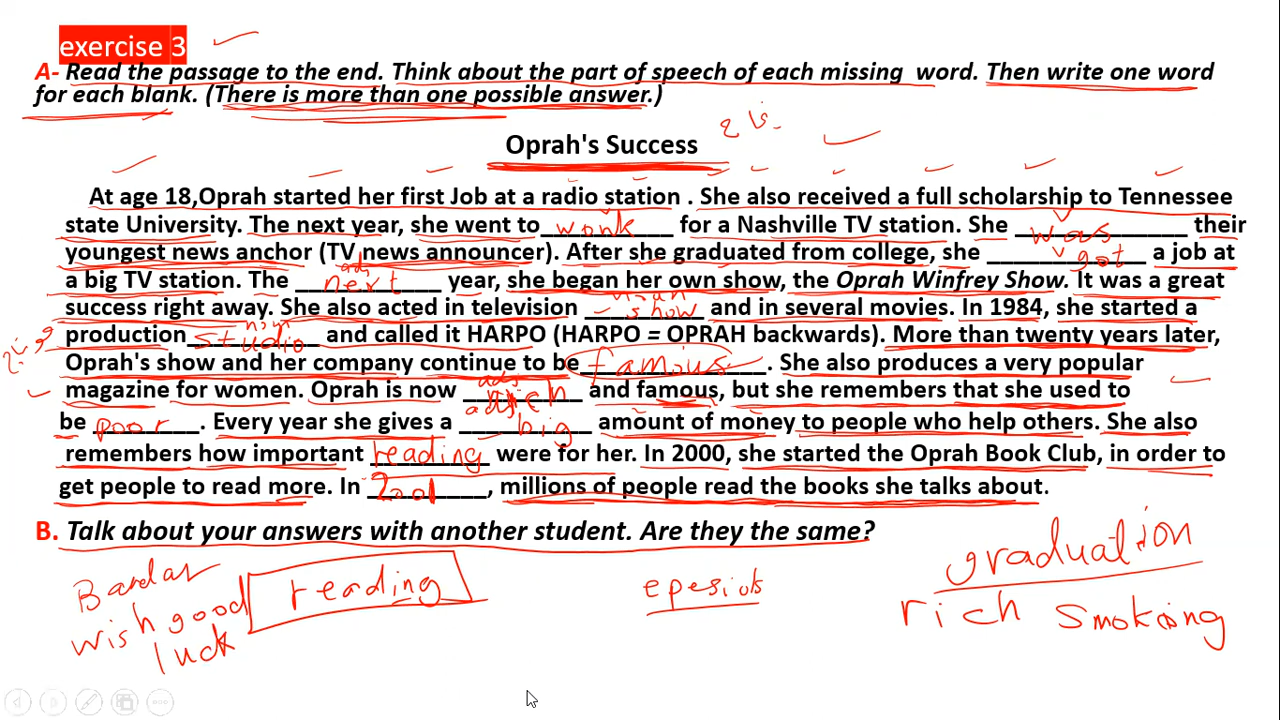 exercise 3
A- Read the passage to the end. Think about the part of speech of each missing word. Then write one word
for each blank. (There is more than one possible answer.)
Oprah's Success
At age 18,Oprah started her first Job at a radio station . She also received a full scholarship to Tennessee
state University. The next year, she went to work for a Nashville TV station. She was their
youngest news anchor (TV news announcer). After she graduated from college, she got a job at
a big TV station. The next year, she began her own show, the Oprah Winfrey Show. It was a great
success right away. She also acted in television show and in several movies. In 1984, she started a
production studio and called it HARPO (HARPO = OPRAH backwards). More than twenty years later,
Oprah's show and her company continue to be famius. She also produces a very popular
magazine for women. Oprah is now rich and famous, but she remembers that she used to
be poor. Every year she gives a big amount of money to people who help others. She also
remembers how important reading were for her. In 2000, she started the Oprah Book Club, in order to
get people to read more. In 2001, millions of people read the books she talks about.
B. Talk about your answers with another student. Are they the same?
graduation
Bandar
wish good
luck
reading
rich smoking